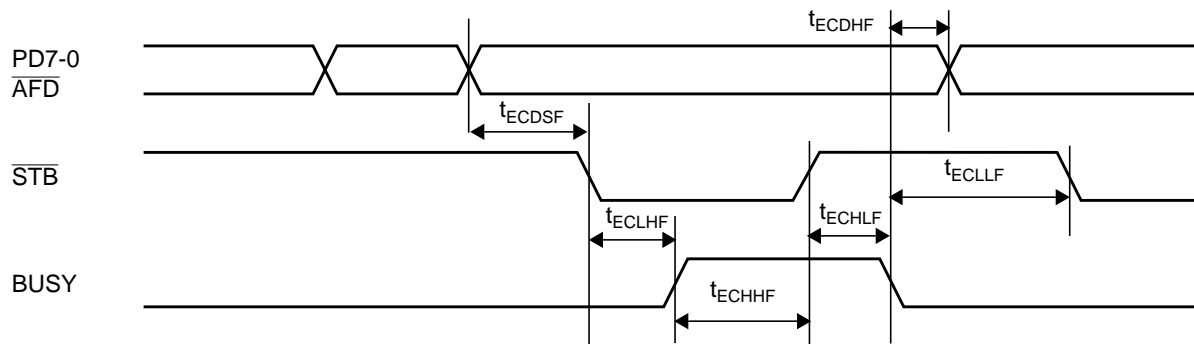 tECDHF
PD7-0
AFD
tECDSF
STB
tECLLF
tECLHF
tECHLF
BUSY
tECHHF